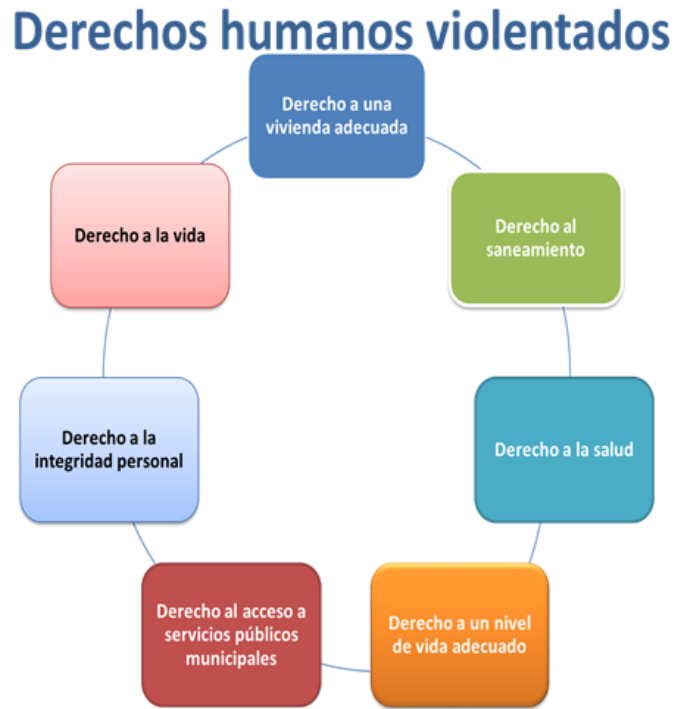 Derechos humanos violentados
Derecho a una
vivienda adecuada
Derecho al
saneamiento
Derecho a la salud
Derecho a un nivel
de vida adecuado
Derecho al acceso a
servicios públicos
municipales
Derecho a la
integridad personal
Derecho a la vida